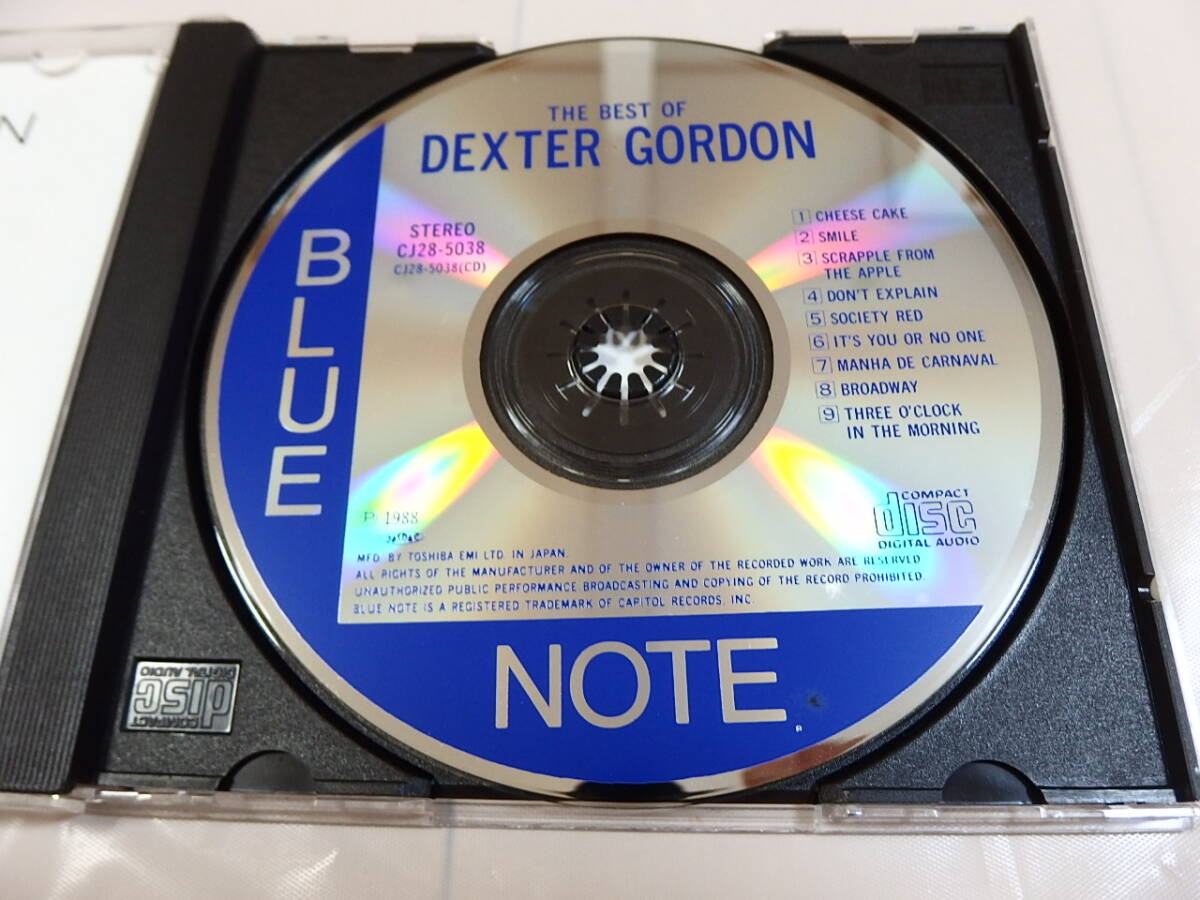 THE BEST OF
DEXTER GORDON
STEREO
CJ28-5038
CJ28-5038(CD)
1 CHEESE CAKE
2 SMILE
3 SCRAPPLE FROM
THE APPLE
4 DON'T EXPLAIN
5 SOCIETY RED
6 IT'S YOU OR NO ONE
7 MANHA DE CARNAVAL
8 BROADWAY
9 THREE O'CLOCK
IN THE MORNING
BLUE
P 1988
JASRAC
COMPACT
disc
DIGITAL AUDIO
MFD BY TOSHIBA EMI LTD. IN JAPAN.
ALL RIGHTS OF THE MANUFACTURER AND OF THE OWNER OF THE RECORDED WORK ARE RESERVED
UNAUTHORIZED PUBLIC PERFORMANCE BROADCASTING AND COPYING OF THE RECORD PROHIBITED.
BLUE NOTE IS A REGISTERED TRADEMARK OF CAPITOL RECORDS, INC.
NOTE
R
COMPACT
disc
DIGITAL AUDIO